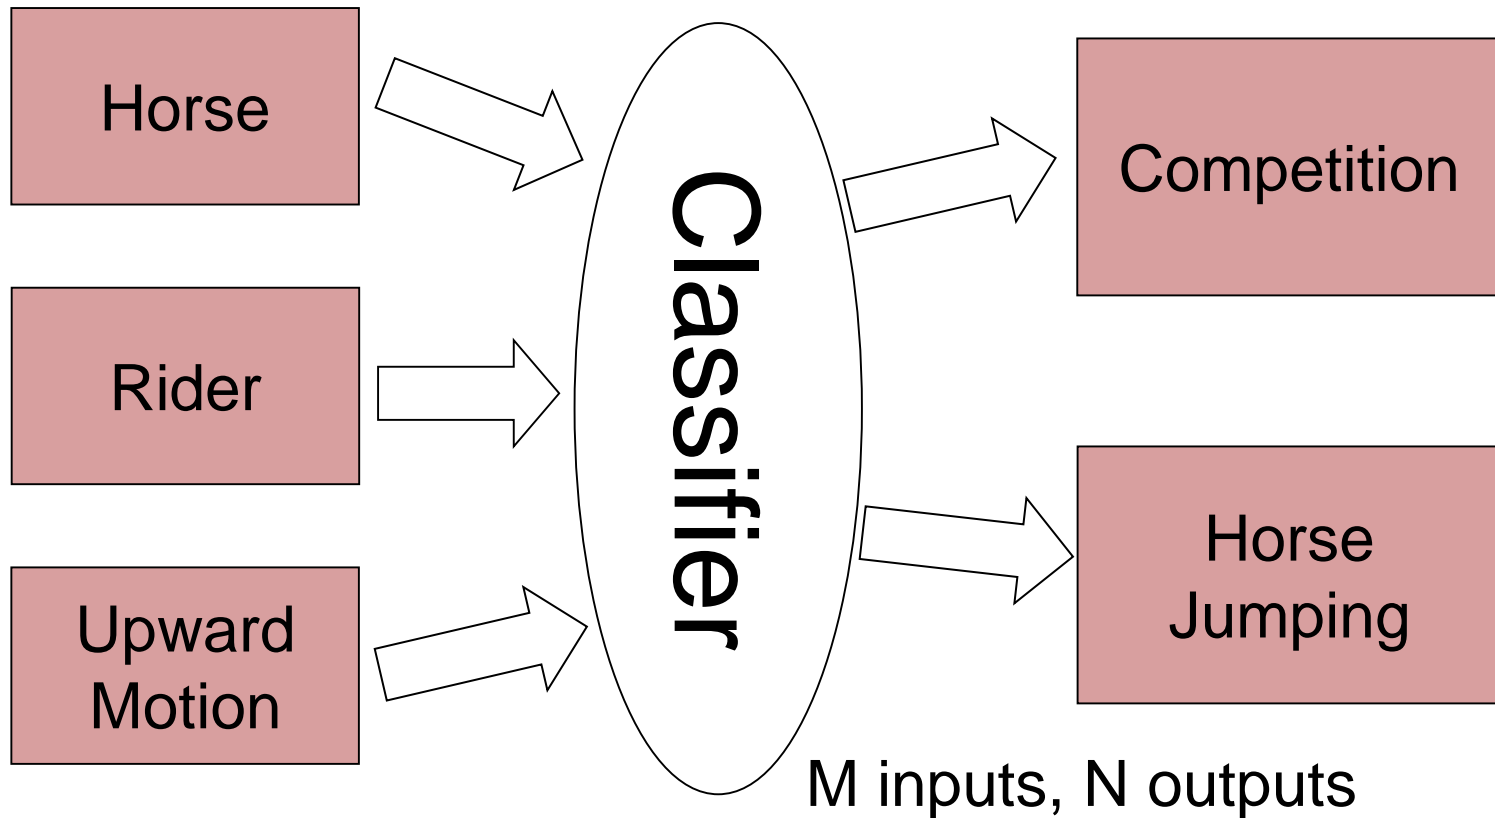 Horse
Rider
Upward
Motion
Classifier
Competition
Horse
Jumping
M inputs, N outputs